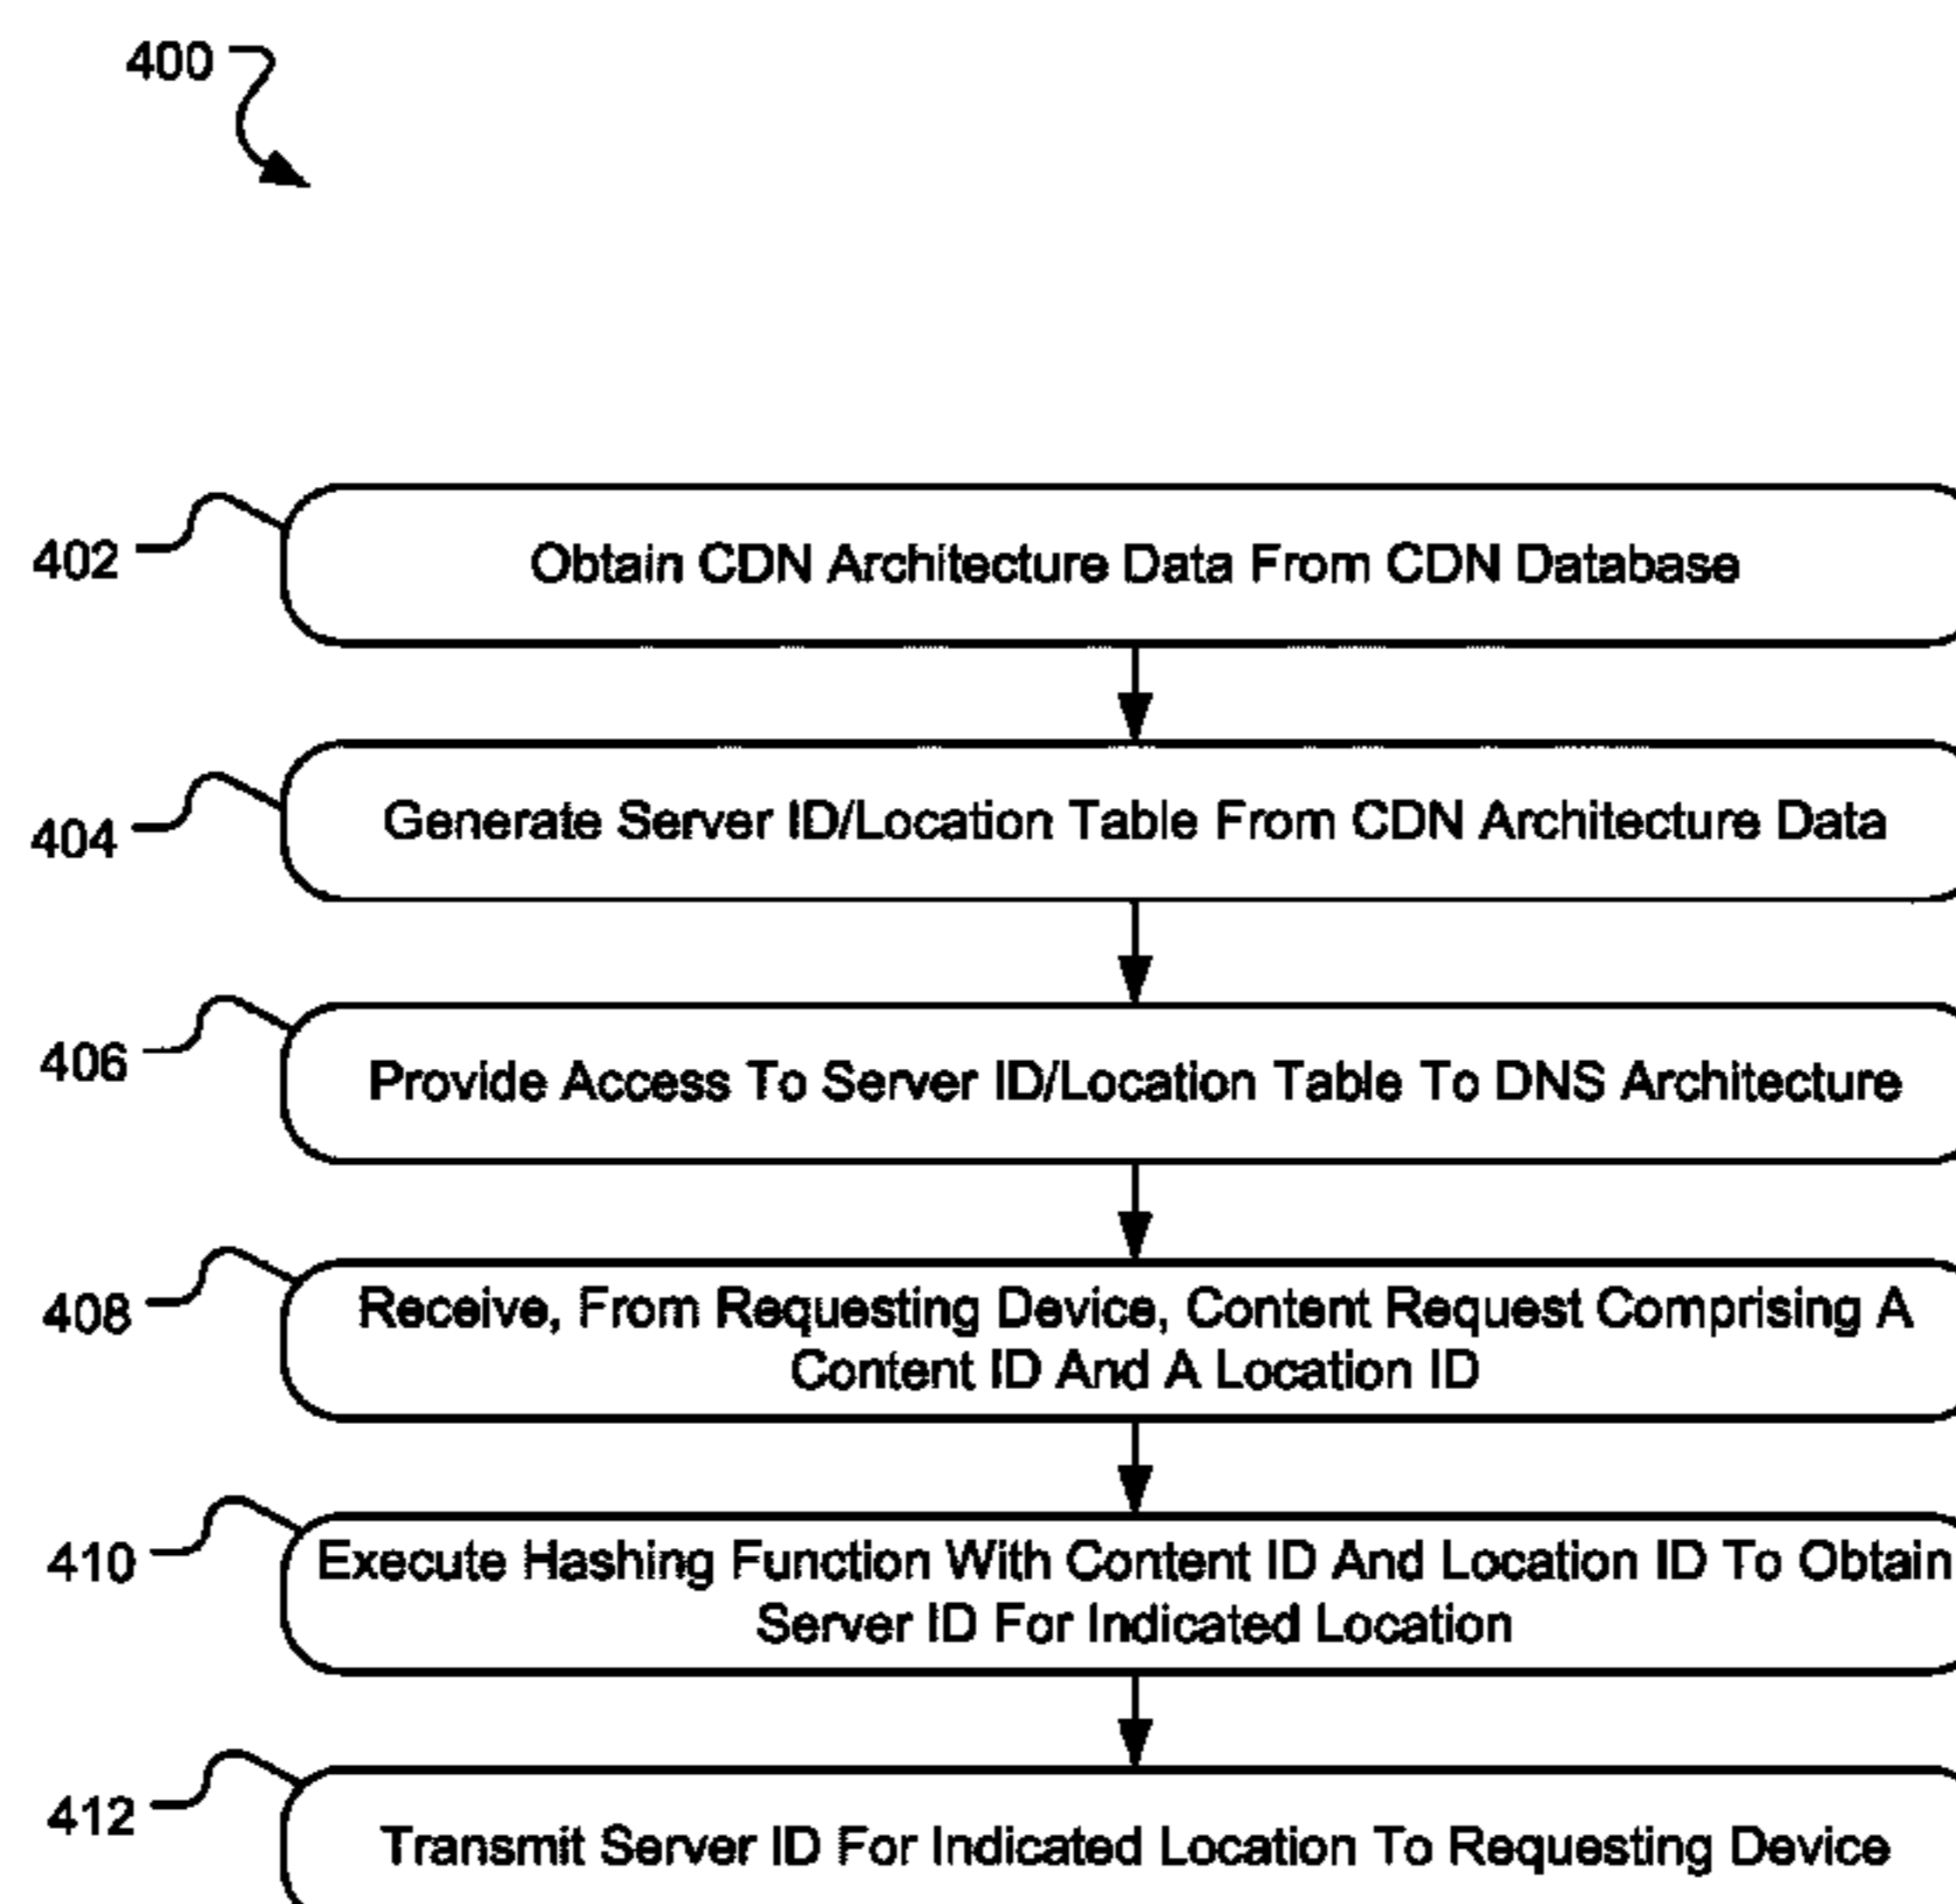 400
402
Obtain CDN Architecture Data From CDN Database
404
Generate Server ID/Location Table From CDN Architecture Data
406
Provide Access To Server ID/Location Table To DNS Architecture
408
Receive, From Requesting Device, Content Request Comprising A
Content ID And A Location ID
410
Execute Hashing Function With Content ID And Location ID To Obtain
Server ID For Indicated Location
412
Transmit Server ID For Indicated Location To Requesting Device